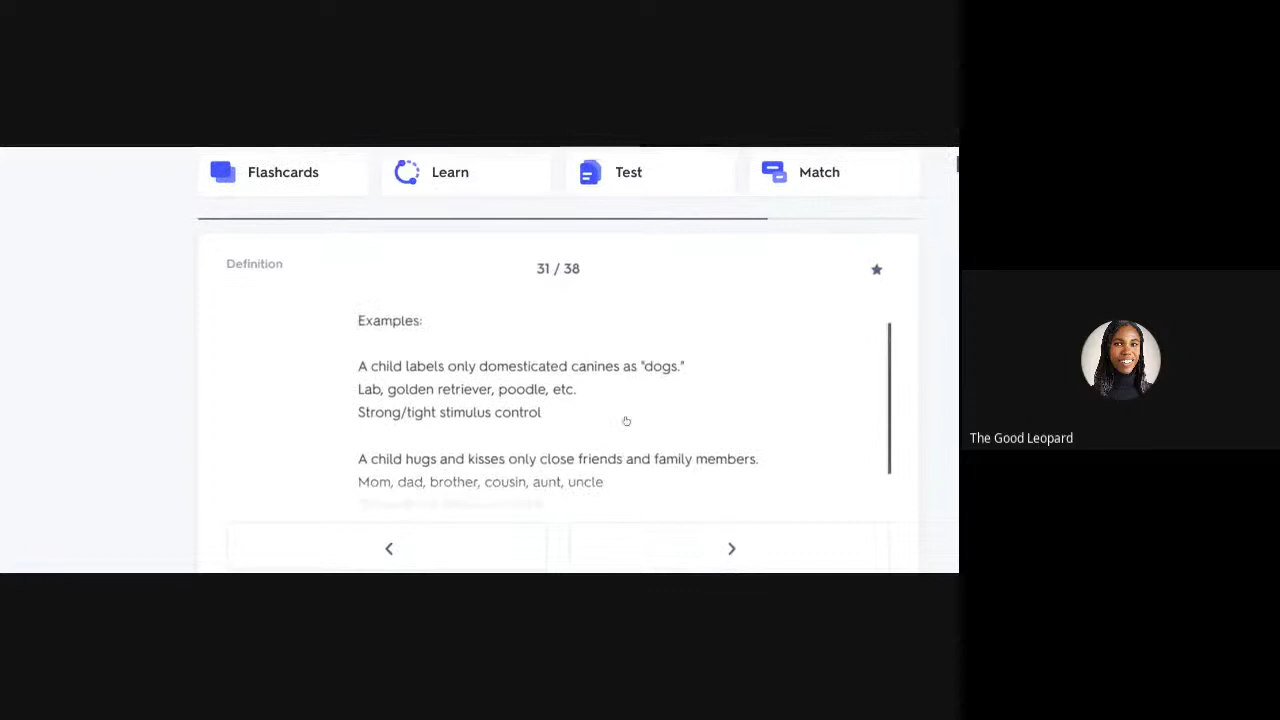 Flashcards
Learn
Test
Match
Definition
31 / 38
Examples:
A child labels only domesticated canines as "dogs."
Lab, golden retriever, poodle, etc.
Strong/tight stimulus control
A child hugs and kisses only close friends and family members.
Mom, dad, brother, cousin, aunt, uncle
The Good Leopard